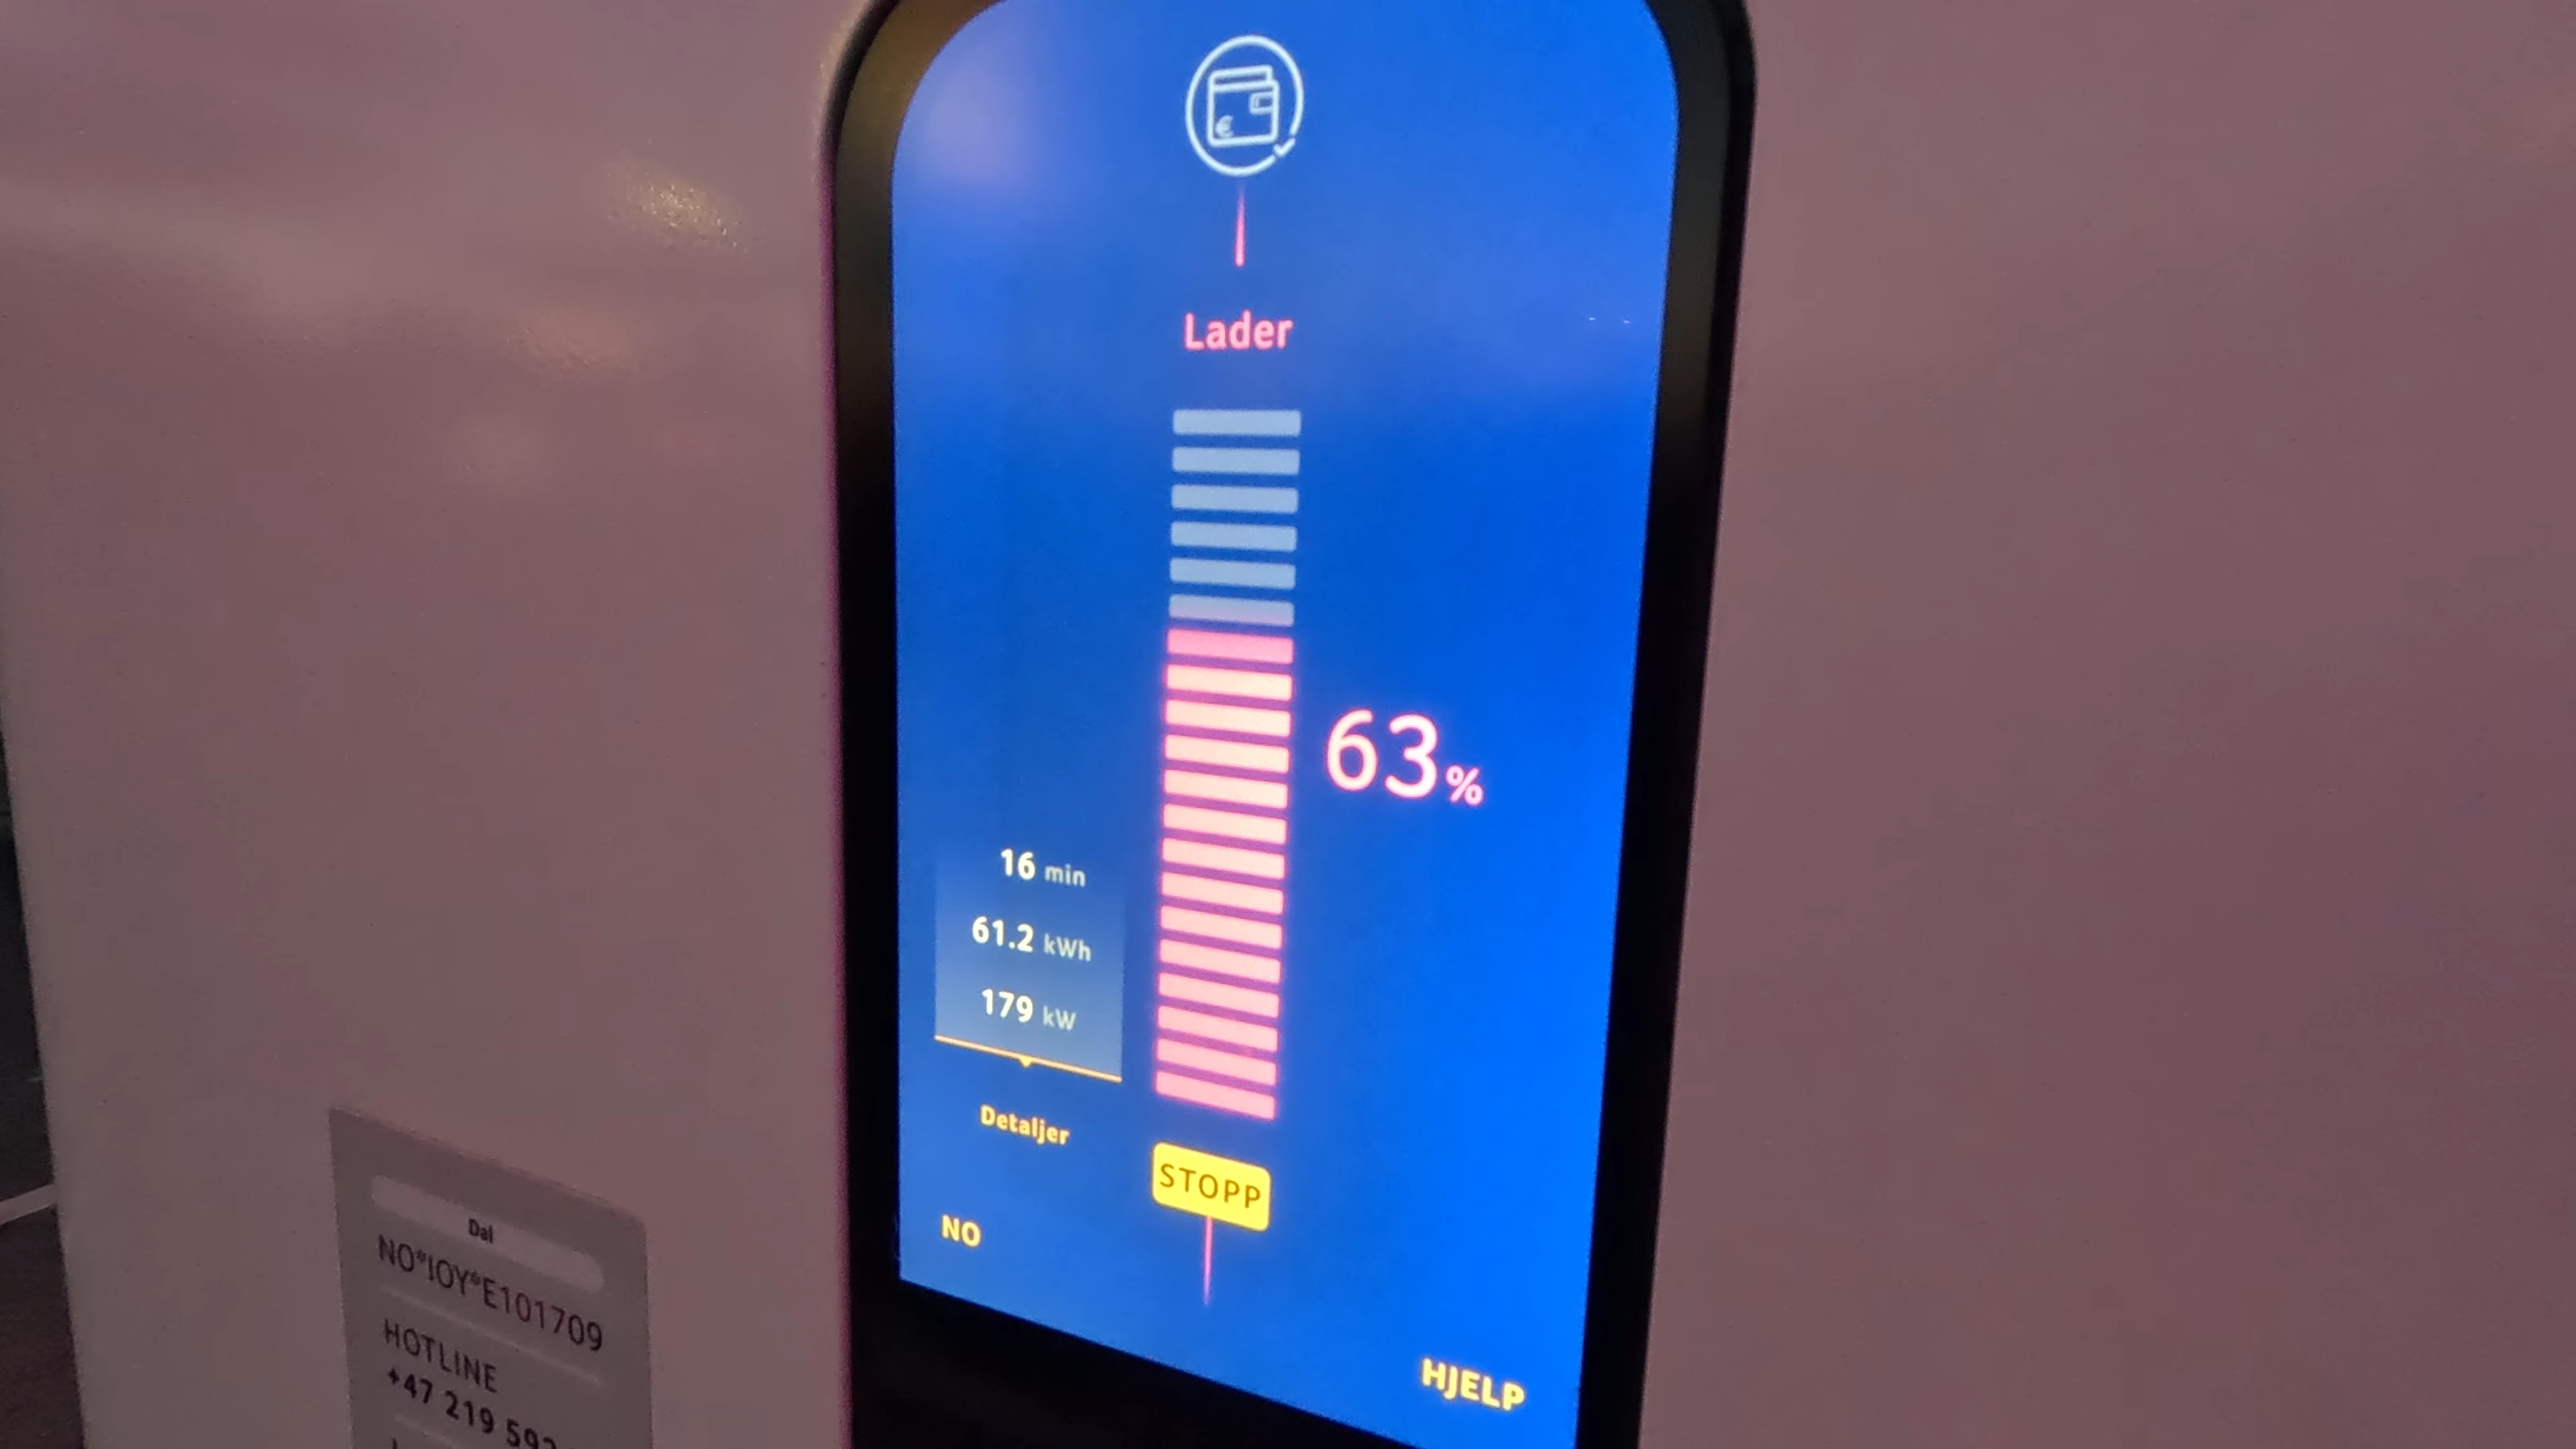 €
Lader
63%
16 min
61.2 kWh
179 kW
Detaljer
STOPP
NO
HJELP
Dal
NO*IOY*E101709
HOTLINE
+47 219 592